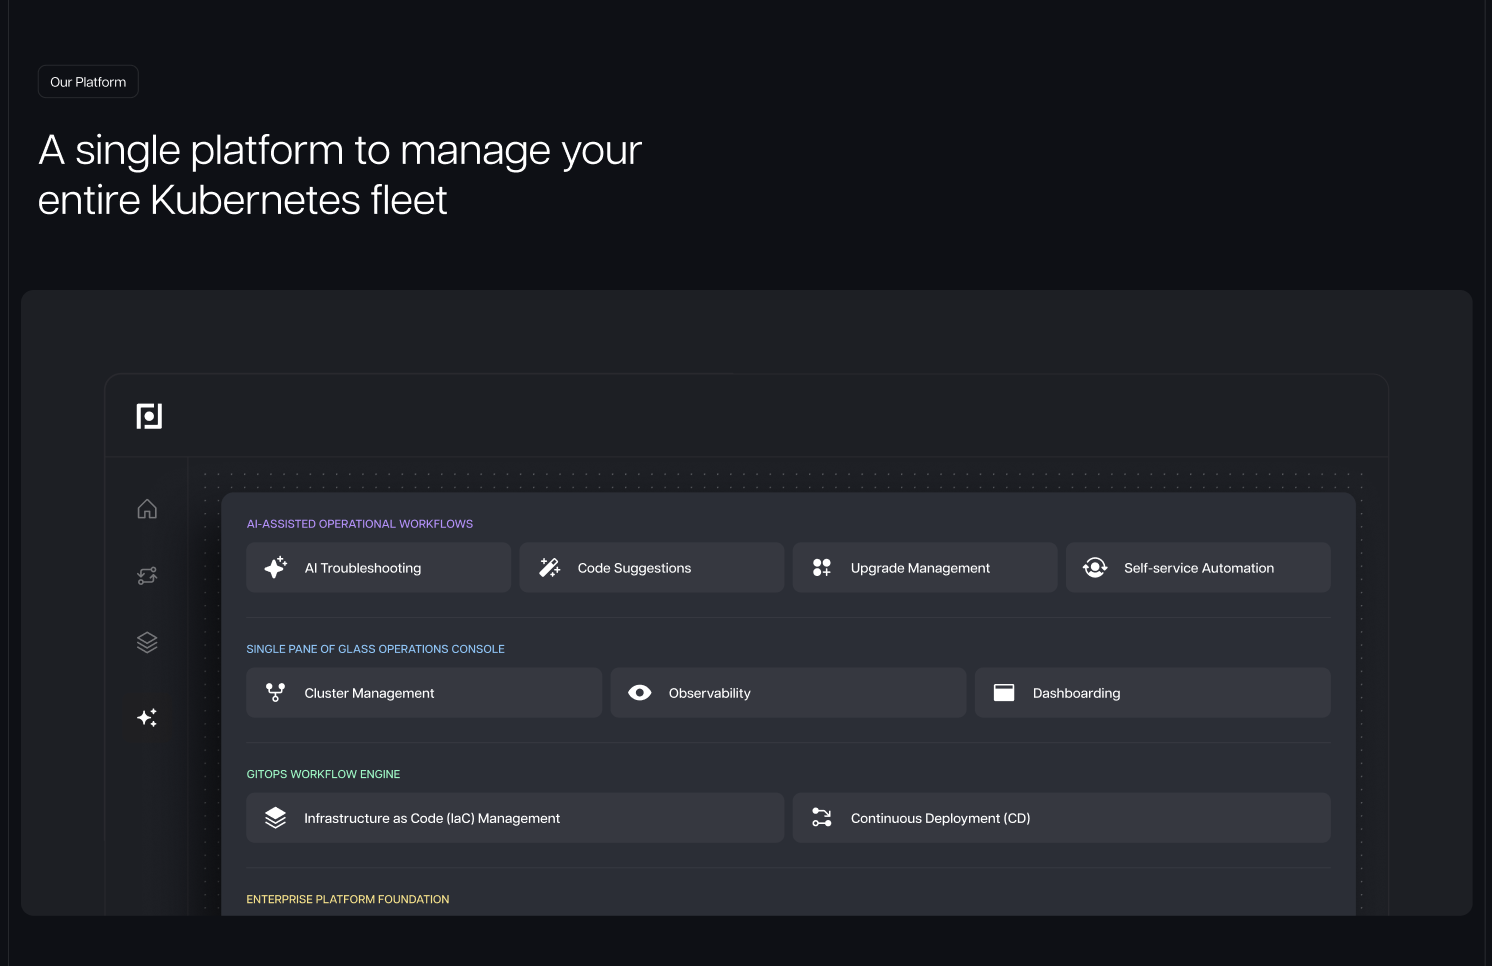 Our Platform
A single platform to manage your
entire Kubernetes fleet
AI-ASSISTED OPERATIONAL WORKFLOWS
AI Troubleshooting
Code Suggestions
Upgrade Management
Self-service Automation
SINGLE PANE OF GLASS OPERATIONS CONSOLE
Cluster Management
Observability
Dashboarding
GITOPS WORKFLOW ENGINE
Infrastructure as Code (IaC) Management
Continuous Deployment (CD)
ENTERPRISE PLATFORM FOUNDATION